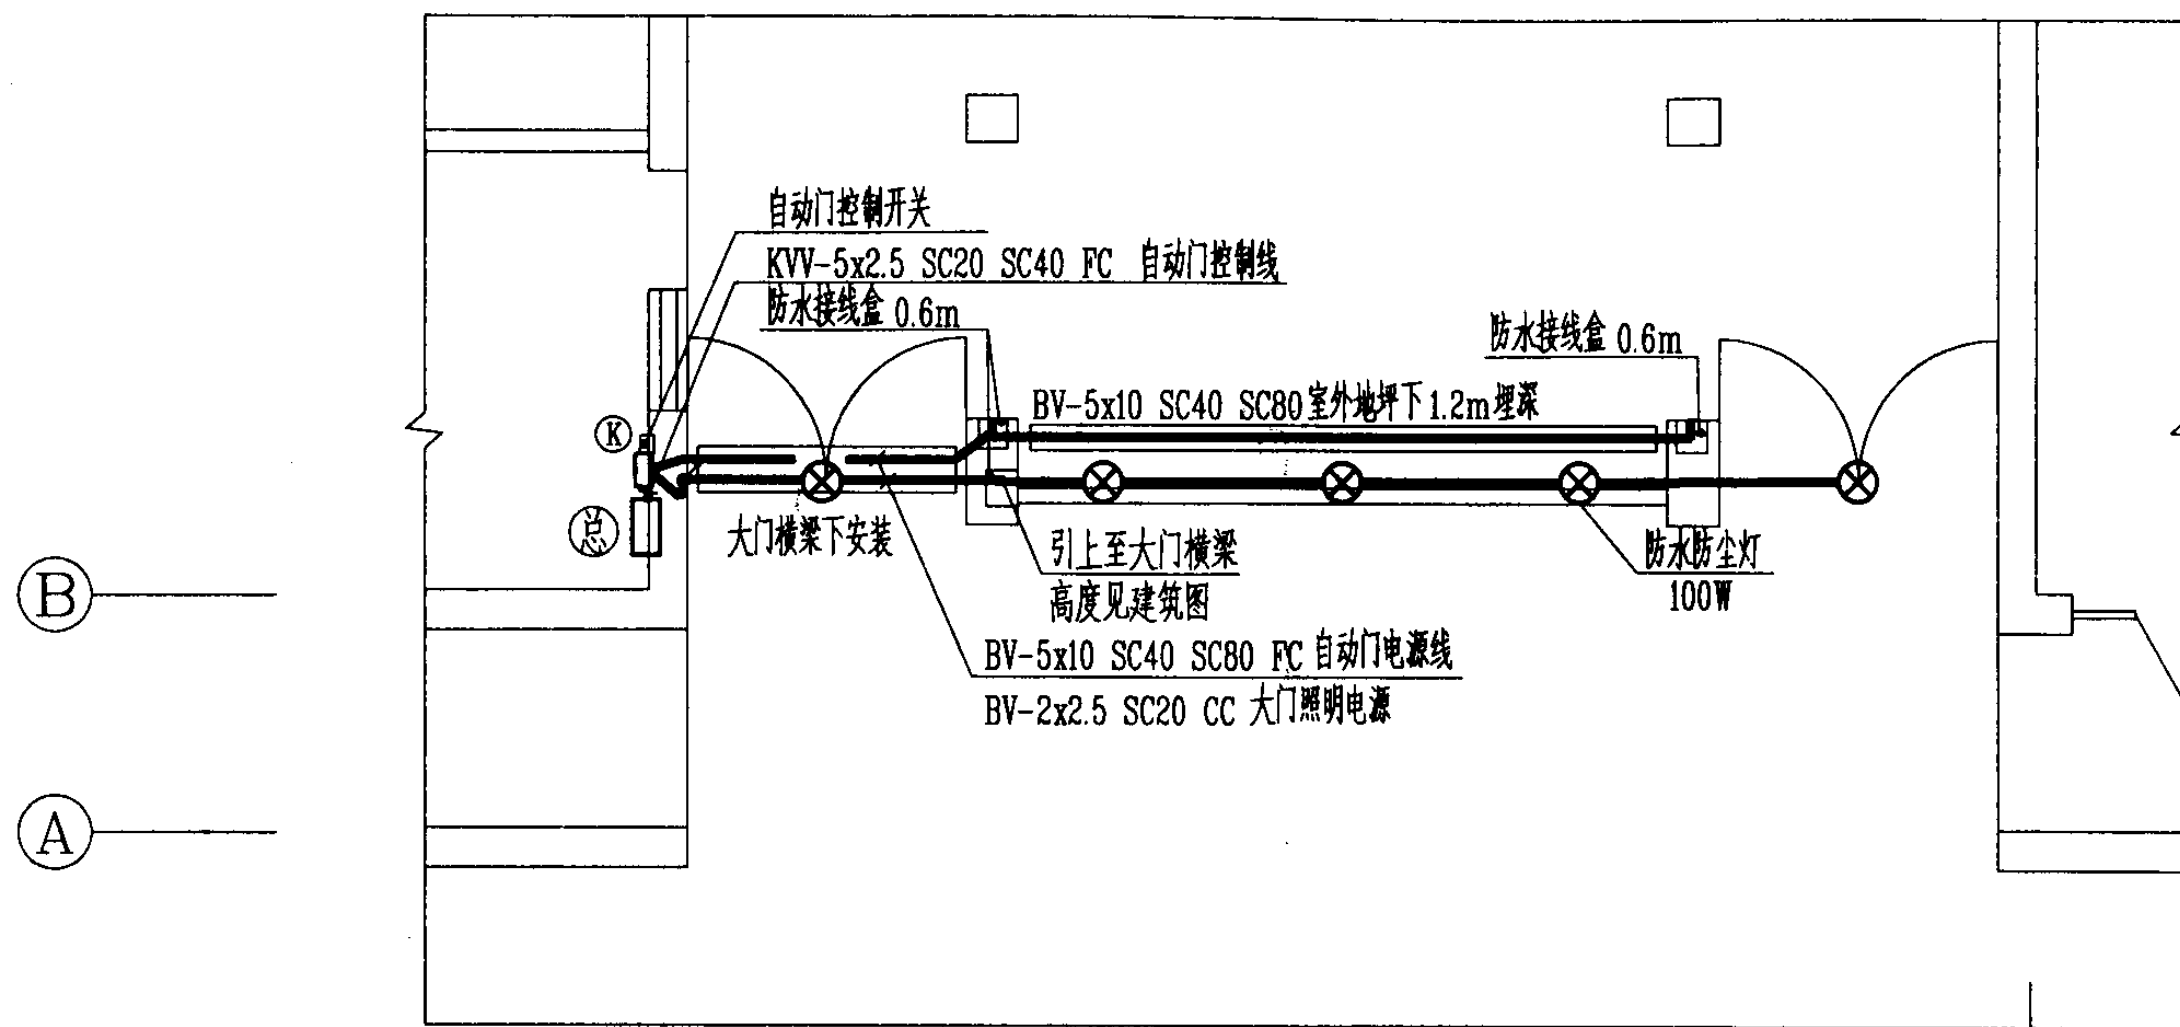 自动门控制开关
KVV-5x2.5 SC20 SC40 FC 自动门控制线
防水接线盒 0.6m
防水接线盒 0.6m
BV-5x10 SC40 SC80室外地坪下1.2m埋深
K
总
大门横梁下安装
引上至大门横梁
高度见建筑图
防水防尘灯
100W
B
BV-5x10 SC40 SC80 FC 自动门电源线
BV-2x2.5 SC20 CC 大门照明电源
A